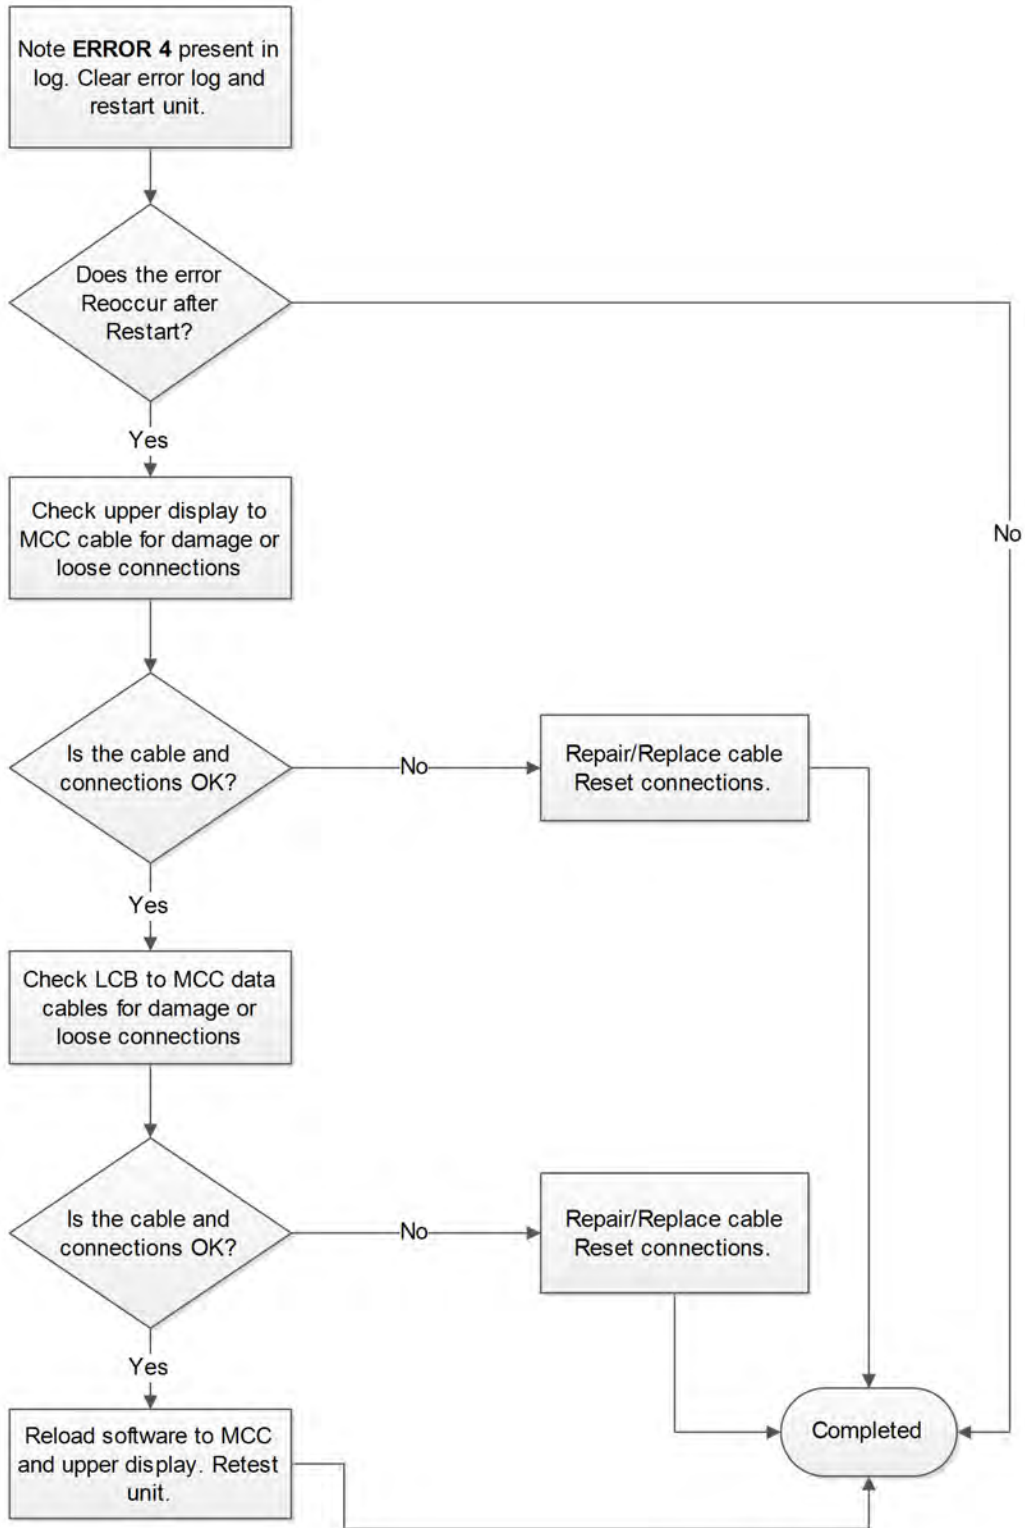 Note ERROR 4 present in
log. Clear error log and
restart unit.
Does the error
Reoccur after
Restart?
Yes
No
Check upper display to
MCC cable for damage or
loose connections
Is the cable and
connections OK?
No
Repair/Replace cable
Reset connections.
Yes
Check LCB to MCC data
cables for damage or
loose connections
Is the cable and
connections OK?
No
Repair/Replace cable
Reset connections.
Yes
Reload software to MCC
and upper display. Retest
unit.
Completed